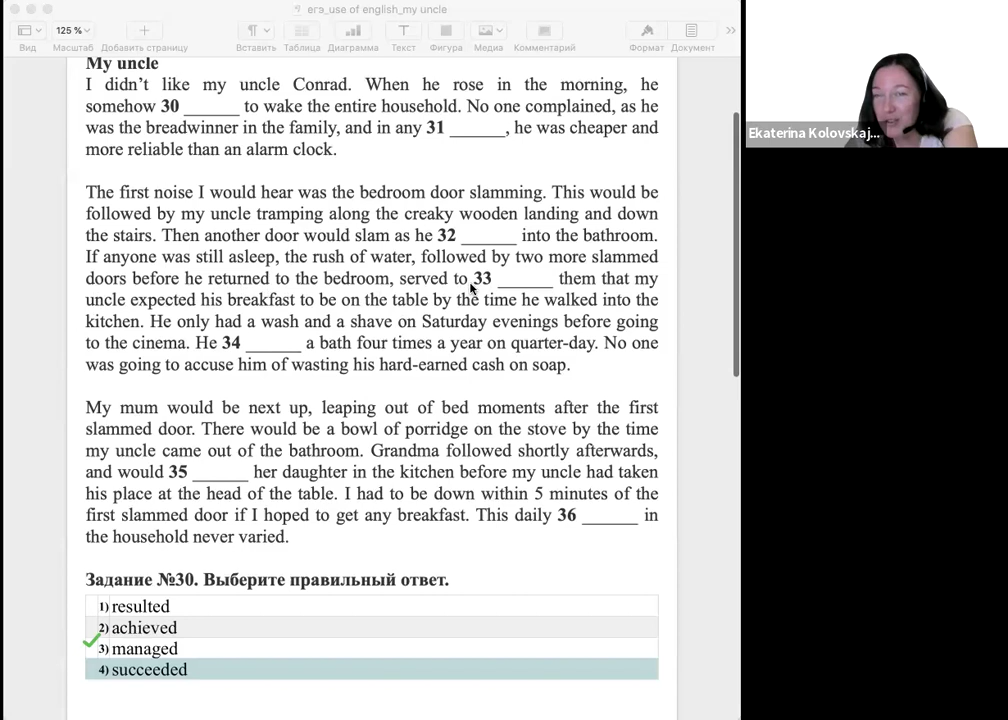 ега_use of english_my uncle
125 %
Вид
Масштаб
Добавить страницу
Вставить
Таблица
Диаграмма
Текст
Фигура
Медиа
Комментарий
Формат
Документ
My uncle
I didn’t like my uncle Conrad. When he rose in the morning, he
somehow 30 ______ to wake the entire household. No one complained, as he
was the breadwinner in the family, and in any 31 ______, he was cheaper and
more reliable than an alarm clock.
The first noise I would hear was the bedroom door slamming. This would be
followed by my uncle tramping along the creaky wooden landing and down
the stairs. Then another door would slam as he 32 ______ into the bathroom.
If anyone was still asleep, the rush of water, followed by two more slammed
doors before he returned to the bedroom, served to 33 ______ them that my
uncle expected his breakfast to be on the table by the time he walked into the
kitchen. He only had a wash and a shave on Saturday evenings before going
to the cinema. He 34 ______ a bath four times a year on quarter-day. No one
was going to accuse him of wasting his hard-earned cash on soap.
My mum would be next up, leaping out of bed moments after the first
slammed door. There would be a bowl of porridge on the stove by the time
my uncle came out of the bathroom. Grandma followed shortly afterwards,
and would 35 ______ her daughter in the kitchen before my uncle had taken
his place at the head of the table. I had to be down within 5 minutes of the
first slammed door if I hoped to get any breakfast. This daily 36 ______ in
the household never varied.
Задание №30. Выберите правильный ответ.
1) resulted
2) achieved
3) managed
4) succeeded
Ekaterina Kolovskaj...